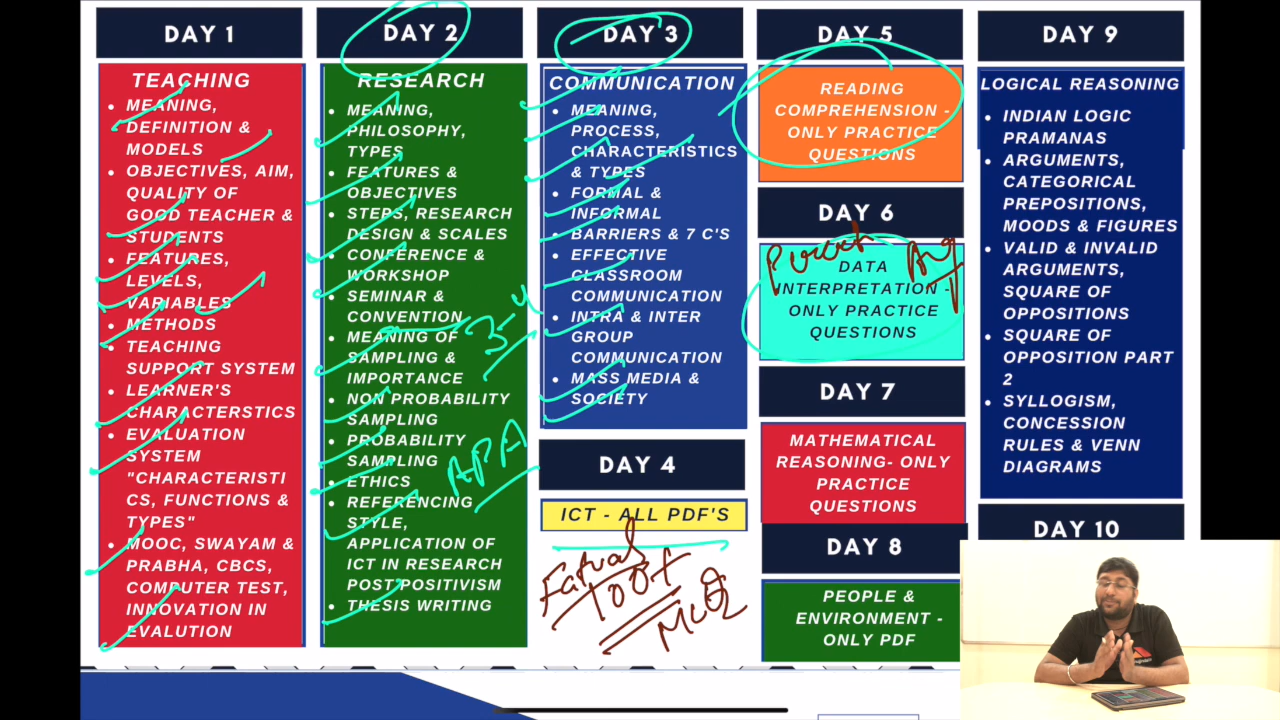 DAY 1
TEACHING
• MEANING,
DEFINITION &
MODELS
• OBJECTIVES, AIM,
QUALITY OF
GOOD TEACHER &
STUDENTS
• FEATURES,
LEVELS,
VARIABLES
• METHODS
• TEACHING
SUPPORT SYSTEM
• LEARNER'S
CHARACTERSTICS
• EVALUATION
SYSTEM
"CHARACTERISTI
CS, FUNCTIONS &
TYPES"
• MOOC, SWAYAM &
PRABHA, CBCS,
COMPUTER TEST,
INNOVATION IN
EVALUTION
DAY 2
RESEARCH
• MEANING,
PHILOSOPHY,
TYPES
• FEATURES &
OBJECTIVES
• STEPS, RESEARCH
DESIGN & SCALES
• CONFERENCE &
WORKSHOP
• SEMINAR &
CONVENTION
• MEANING OF
SAMPLING &
IMPORTANCE
• NON PROBABILITY
SAMPLING
• PROBABILITY
SAMPLING
• ETHICS
• REFERENCING
STYLE,
APPLICATION OF
ICT IN RESEARCH
POST POSITIVISM
• THESIS WRITING
3-4
APA
DAY 3
COMMUNICATION
• MEANING,
PROCESS,
CHARACTERISTICS
& TYPES
• FORMAL &
INFORMAL
• BARRIERS & 7 C'S
• EFFECTIVE
CLASSROOM
COMMUNICATION
• INTRA & INTER
GROUP
COMMUNICATION
• MASS MEDIA &
SOCIETY
DAY 4
ICT - ALL PDF'S
100+
MCQ
DAY 5
READING
COMPREHENSION -
ONLY PRACTICE
QUESTIONS
DAY 6
DATA
INTERPRETATION -
ONLY PRACTICE
QUESTIONS
DAY 7
MATHEMATICAL
REASONING- ONLY
PRACTICE
QUESTIONS
DAY 8
PEOPLE &
ENVIRONMENT -
ONLY PDF
DAY 9
LOGICAL REASONING
• INDIAN LOGIC
PRAMANAS
• ARGUMENTS,
CATEGORICAL
PREPOSITIONS,
MOODS & FIGURES
• VALID & INVALID
ARGUMENTS,
SQUARE OF
OPPOSITIONS
• SQUARE OF
OPPOSITION PART
2
• SYLLOGISM,
CONCESSION
RULES & VENN
DIAGRAMS
DAY 10